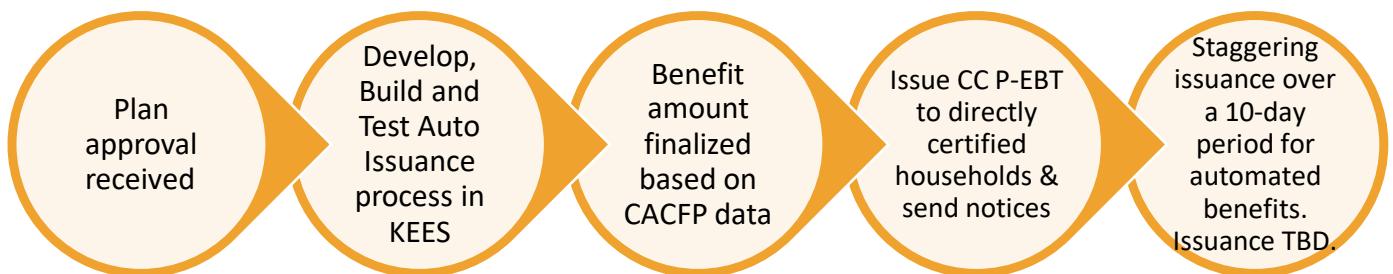 Plan
approval
received
Develop,
Build and
Test Auto
Issuance
process in
KEES
Benefit
amount
finalized
based on
CACFP data
Issue CC P-EBT
to directly
certified
households &
send notices
Staggering
issuance over
a 10-day
period for
automated
benefits.
Issuance TBD.